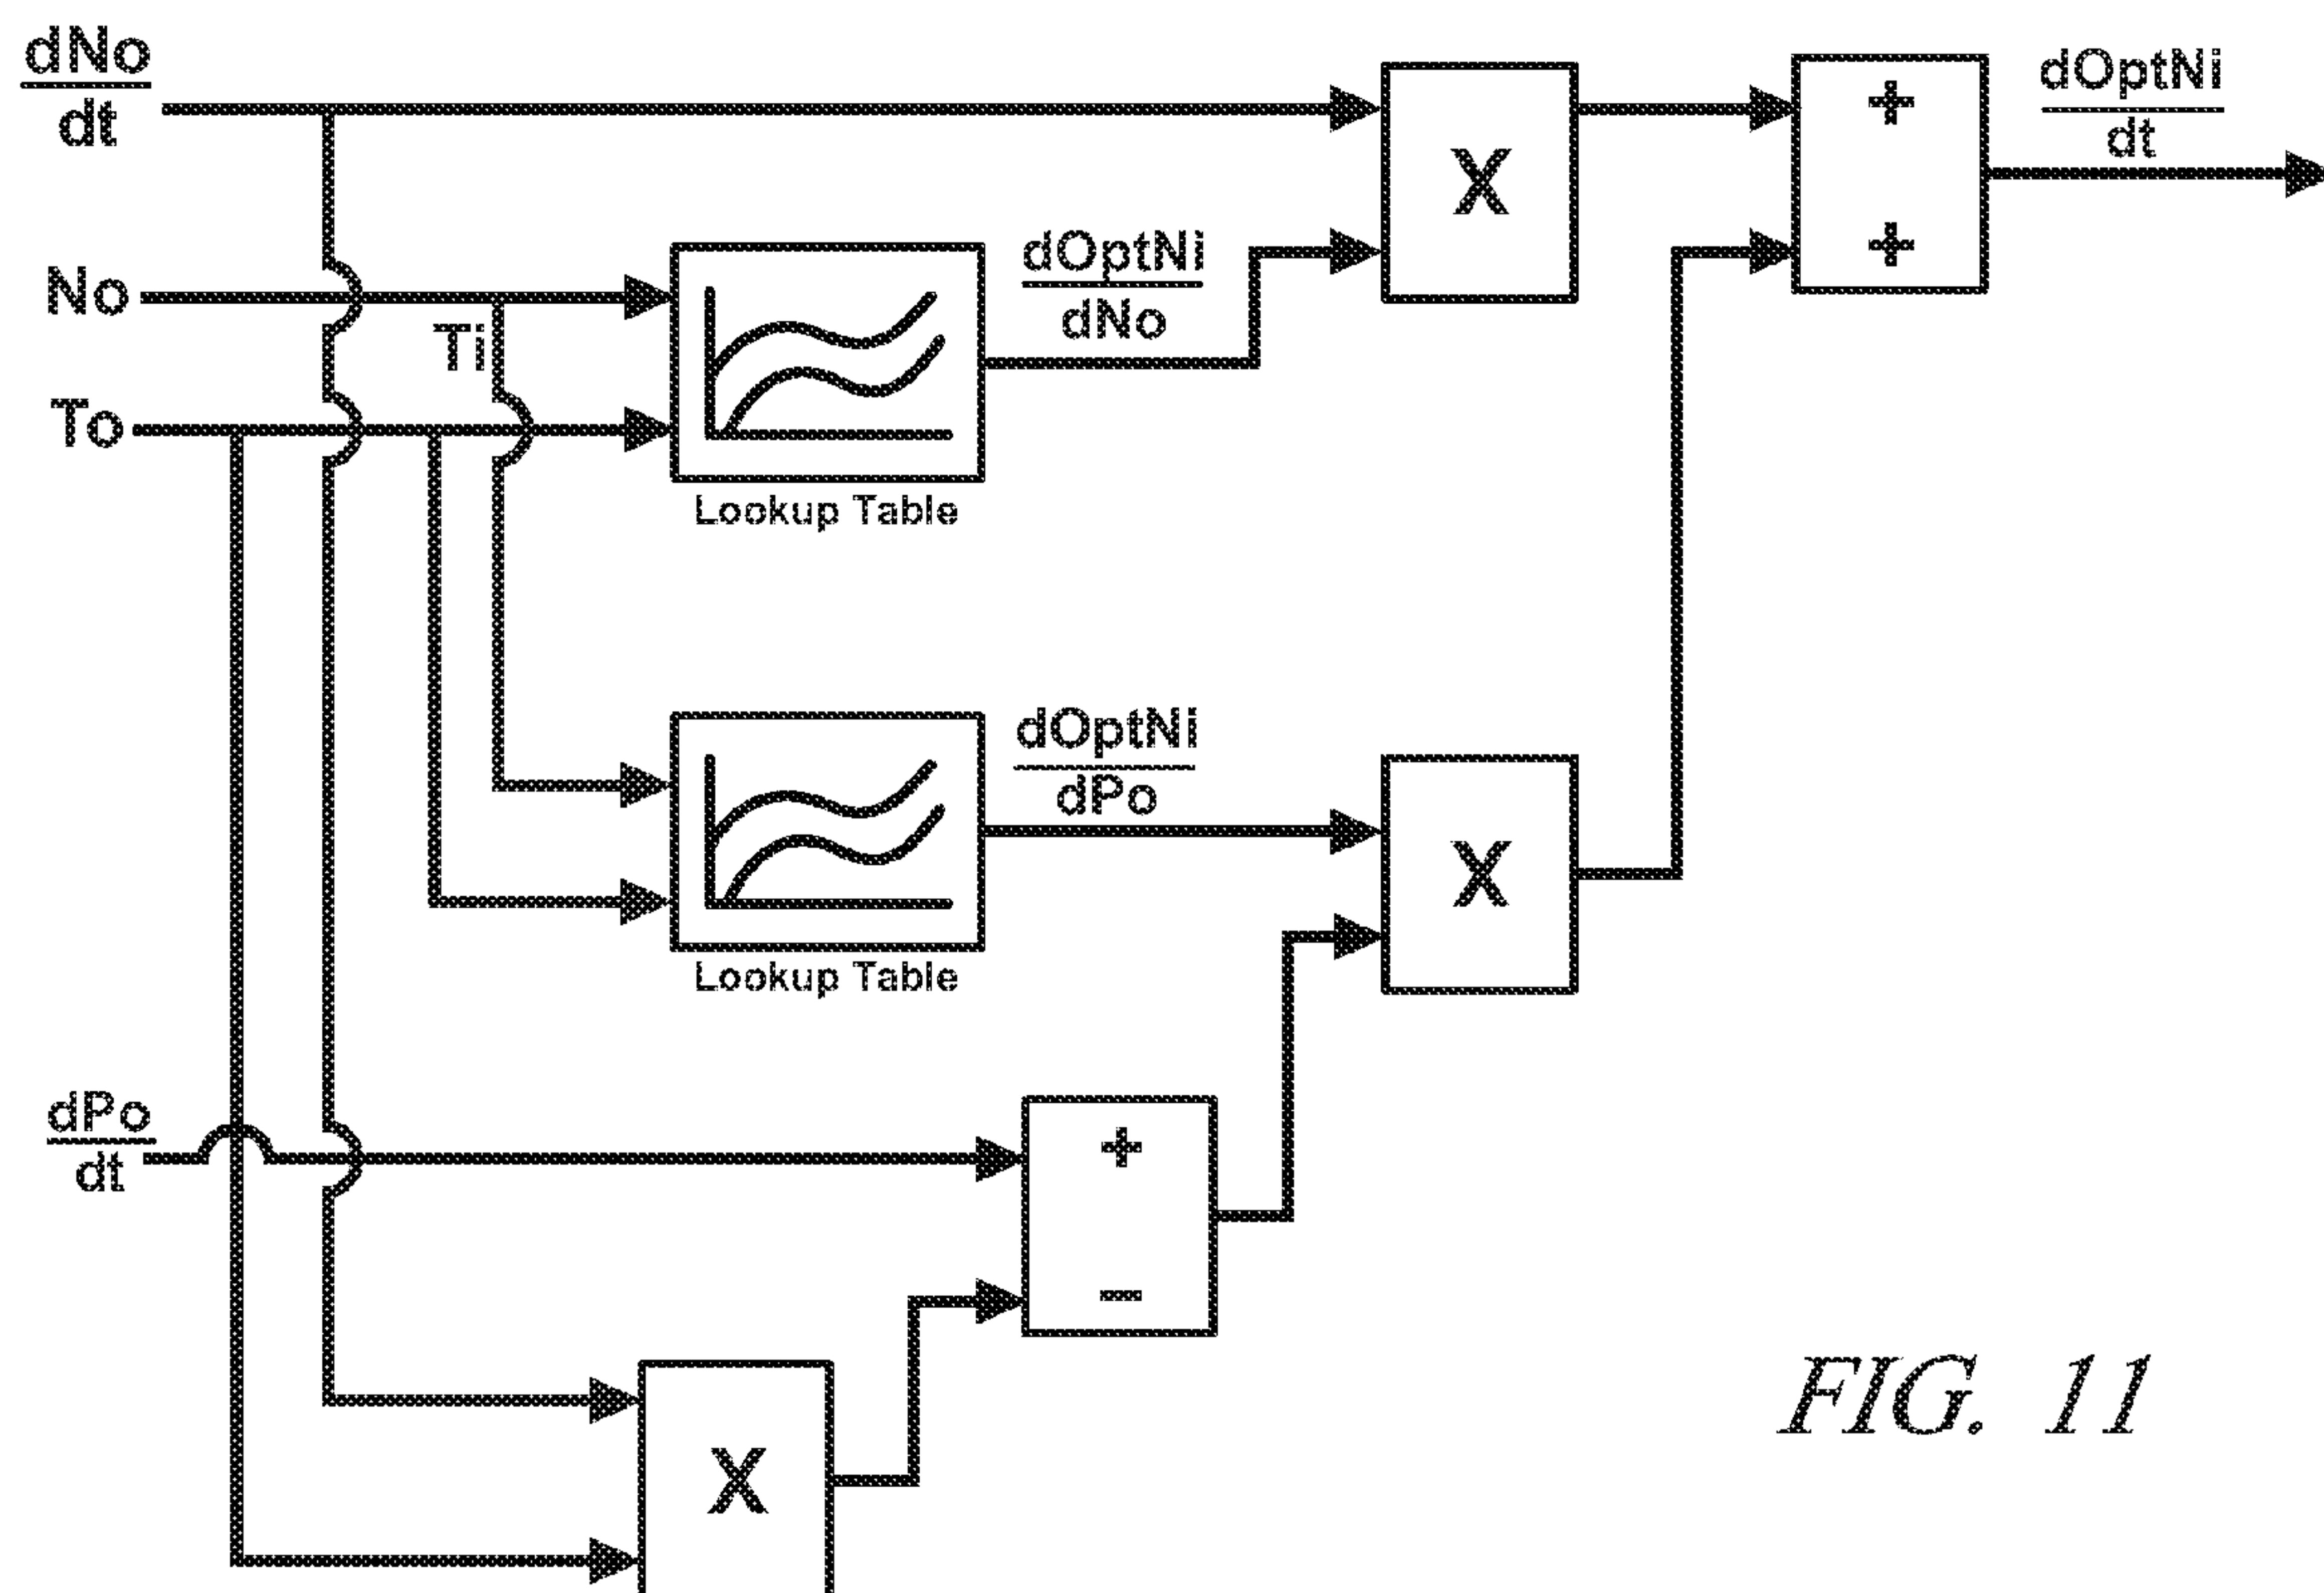 dNo
dt
dOptNi
dt
X
+
+
No
dOptNi
dNo
Ti
To
Lookup Table
dOptNi
dPo
X
Lookup Table
dPo
dt
+
−
X
FIG. 11